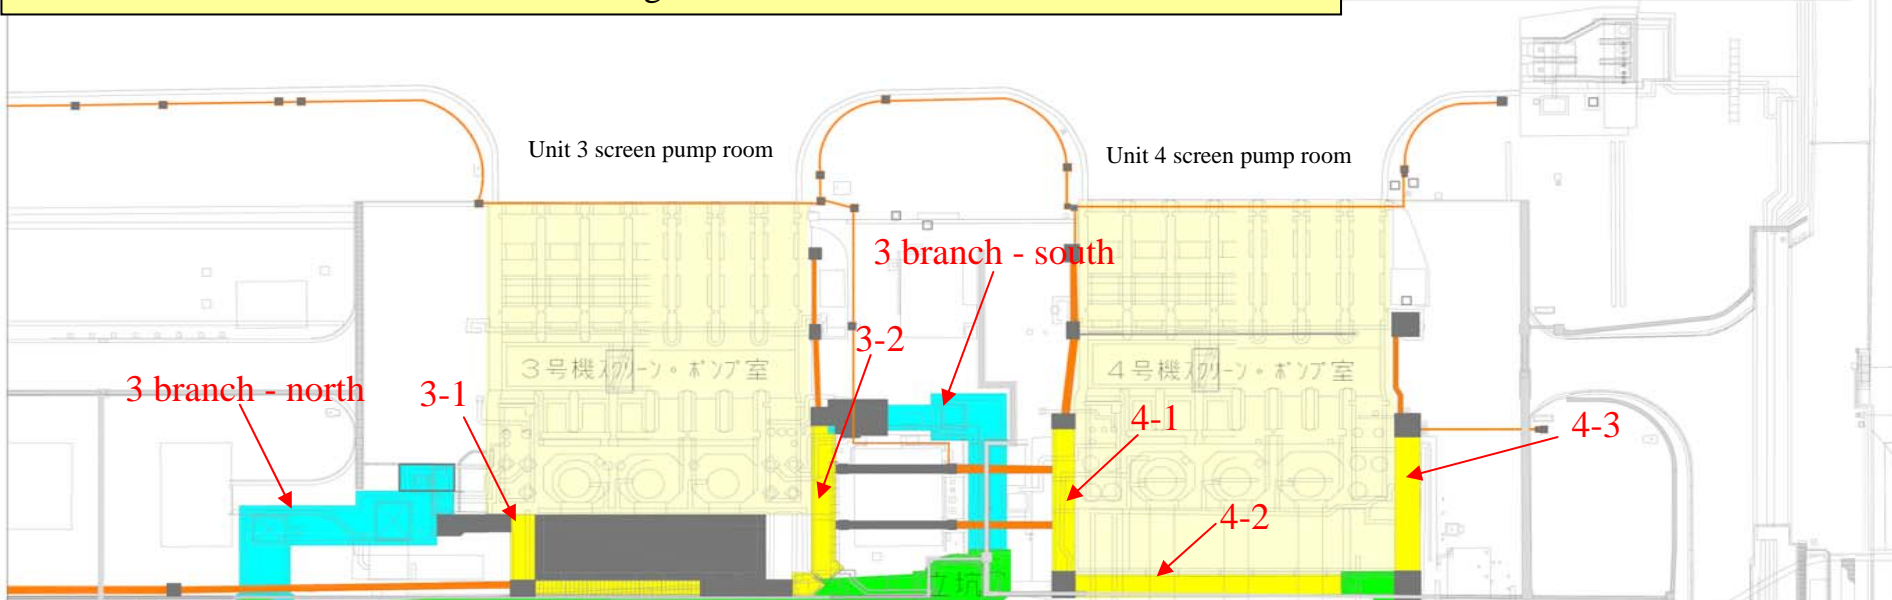 Unit 3 screen pump room
Unit 4 screen pump room
3 branch - south
3-2
3号機スクリーン・ポンプ室
4号機スクリーン・ポンプ室
3 branch - north
3-1
4-1
4-3
4-2
立坑